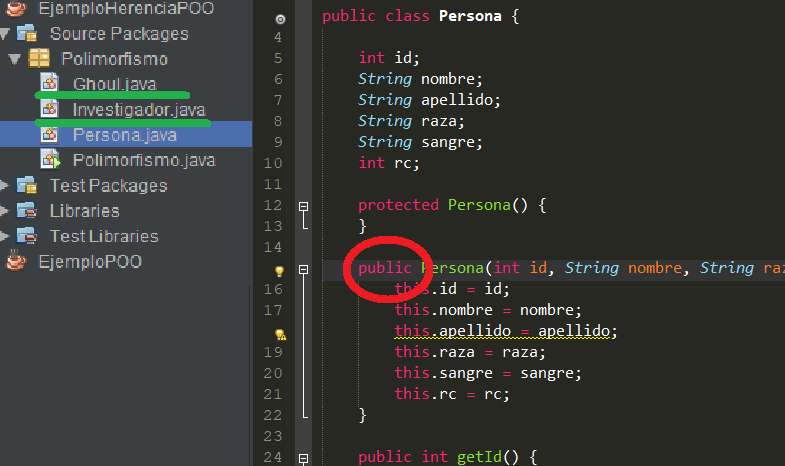 EjemploHerenciaPOO
Source Packages
Polimorfismo
Ghoul.java
Investigador.java
Persona.java
Polimorfismo.java
Test Packages
Libraries
Test Libraries
EjemploPOO
public class Persona {
4
5 int id;
6 String nombre;
7 String apellido;
8 String raza;
9 String sangre;
10 int rc;
11
12 protected Persona() {
13 }
14
public Persona(int id, String nombre, String raz
16 this.id = id;
17 this.nombre = nombre;
this.apellido = apellido;
19 this.raza = raza;
20 this.sangre = sangre;
21 this.rc = rc;
22 }
23
24 public int getId() {